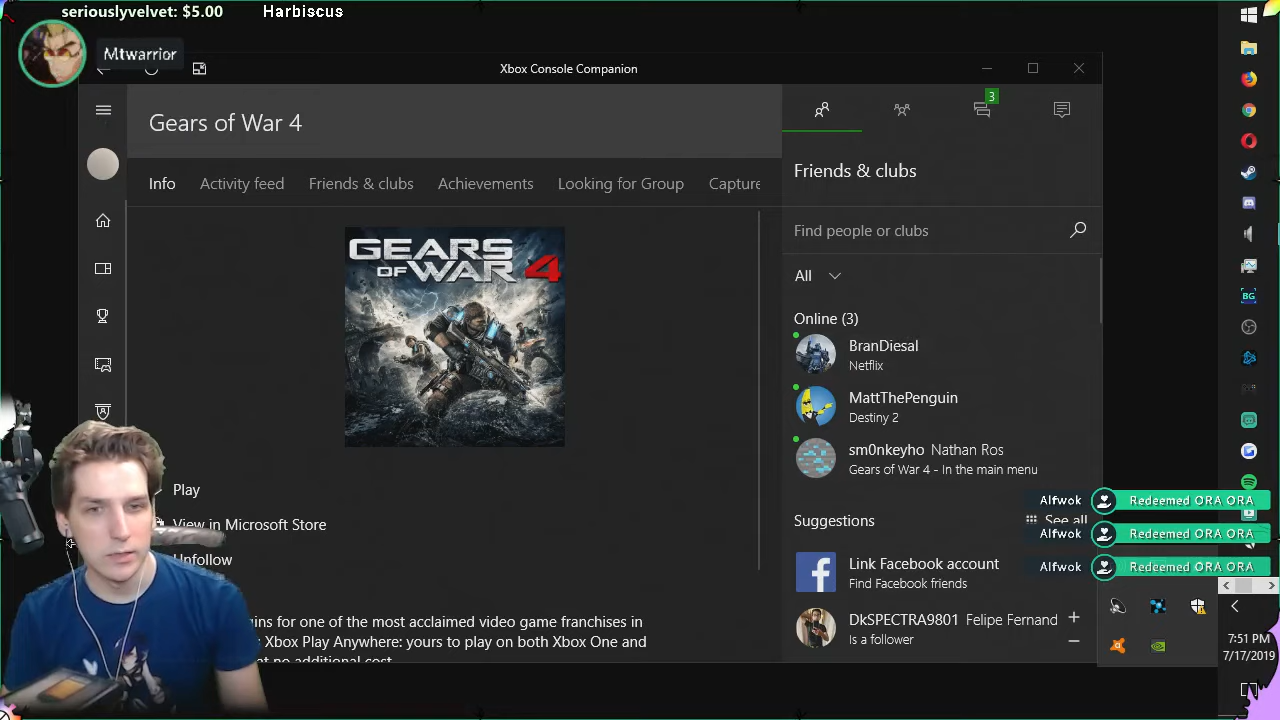 seriouslyvelvet: $5.00 Harbiscus
Mtwarrior
Xbox Console Companion
Gears of War 4
3
Info Activity feed Friends & clubs Achievements Looking for Group Capture
Friends & clubs
Find people or clubs
GEARS OF WAR 4
All
Online (3)
BranDiesal
Netflix
MattThePenguin
Destiny 2
sm0nkeyho Nathan Ros
Gears of War 4 - In the main menu
Play
View in Microsoft Store
Unfollow
Suggestions
See all
Alfwok Redeemed ORA ORA
Alfwok Redeemed ORA ORA
Alfwok Redeemed ORA ORA
Link Facebook account
Find Facebook friends
DkSPECTRA9801 Felipe Fernand
Is a follower
ins for one of the most acclaimed video game franchises in
Xbox Play Anywhere: yours to play on both Xbox One and
at no additional cost
BG
7:51 PM
7/17/2019